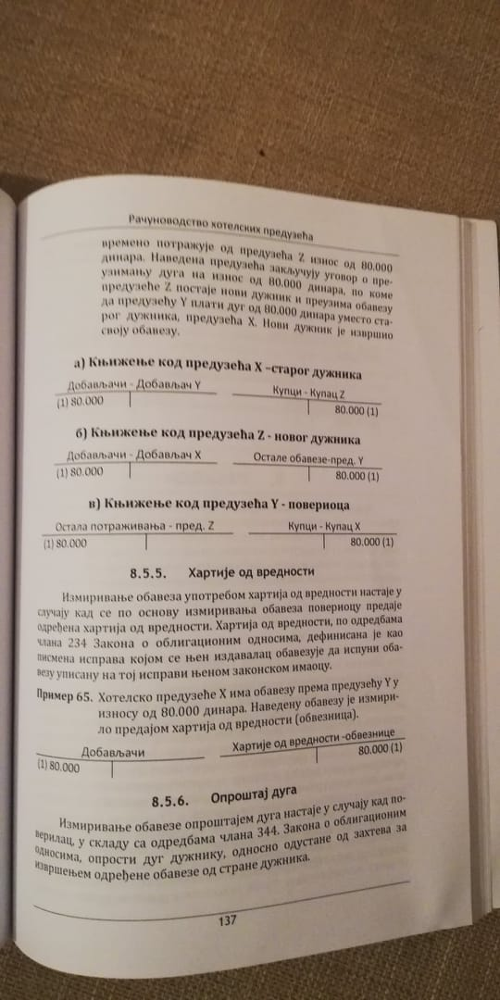 Рачуноводство хотелских предузећа
времено потражује од предузећа Z износ од 80.000
динара. Наведена предузећа закључују уговор о пре-
узимању дуга на износ од 80.000 динара, по коме
предузеће Z постаје нови дужник и преузима обавезу
да предузећу Y плати дуг од 80.000 динара уместо ста-
рог дужника, предузећа X. Нови дужник је извршио
своју обавезу.
а) Књижење код предузећа X –старог дужника
Добављачи - Добављач Y Купци - Купац Z
(1) 80.000 80.000 (1)
б) Књижење код предузећа Z - новог дужника
Добављачи - Добављач X Остале обавезе-пред. Y
(1) 80.000 80.000 (1)
в) Књижење код предузећа Y - повериоца
Остала потраживања - пред. Z Купци - Купац X
(1) 80.000 80.000 (1)
8.5.5. Хартије од вредности
Измиривање обавеза употребом хартија од вредности настаје у
случају кад се по основу измиривања обавеза повериоцу предаје
одређена хартија од вредности. Хартија од вредности, по одредбама
члана 234 Закона о облигационим односима, дефинисана је као
писмена исправа којом се њен издавалац обавезује да испуни оба-
везу уписану на тој исправи њеном законском имаоцу.
Пример 65. Хотелско предузеће X има обавезу према предузећу Y у
износу од 80.000 динара. Наведену обавезу је измири-
ло предајом хартија од вредности (обвезница).
Добављачи Хартије од вредности -обвезнице
(1) 80.000 80.000 (1)
8.5.6. Опроштај дуга
Измиривање обавезе опроштајем дуга настаје у случају кад по-
верилац, у складу са одредбама члана 344. Закона о облигационим
односима, опрости дуг дужнику, односно одустане од захтева за
извршењем одређене обавезе од стране дужника.
137